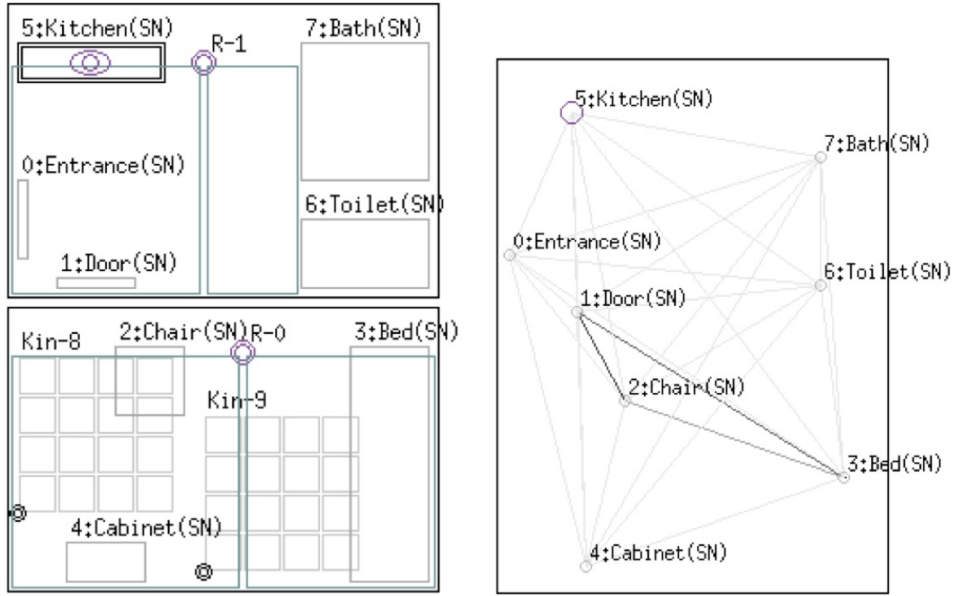 5:Kitchen(SN)
R-1
7:Bath(SN)
0:Entrance(SN)
6:Toilet(SN)
1:Door(SN)
Kin-8
2:Chair(SN)
R-0
3:Bed(SN)
Kin-9
4:Cabinet(SN)
5:Kitchen(SN)
7:Bath(SN)
0:Entrance(SN)
6:Toilet(SN)
1:Door(SN)
2:Chair(SN)
3:Bed(SN)
4:Cabinet(SN)